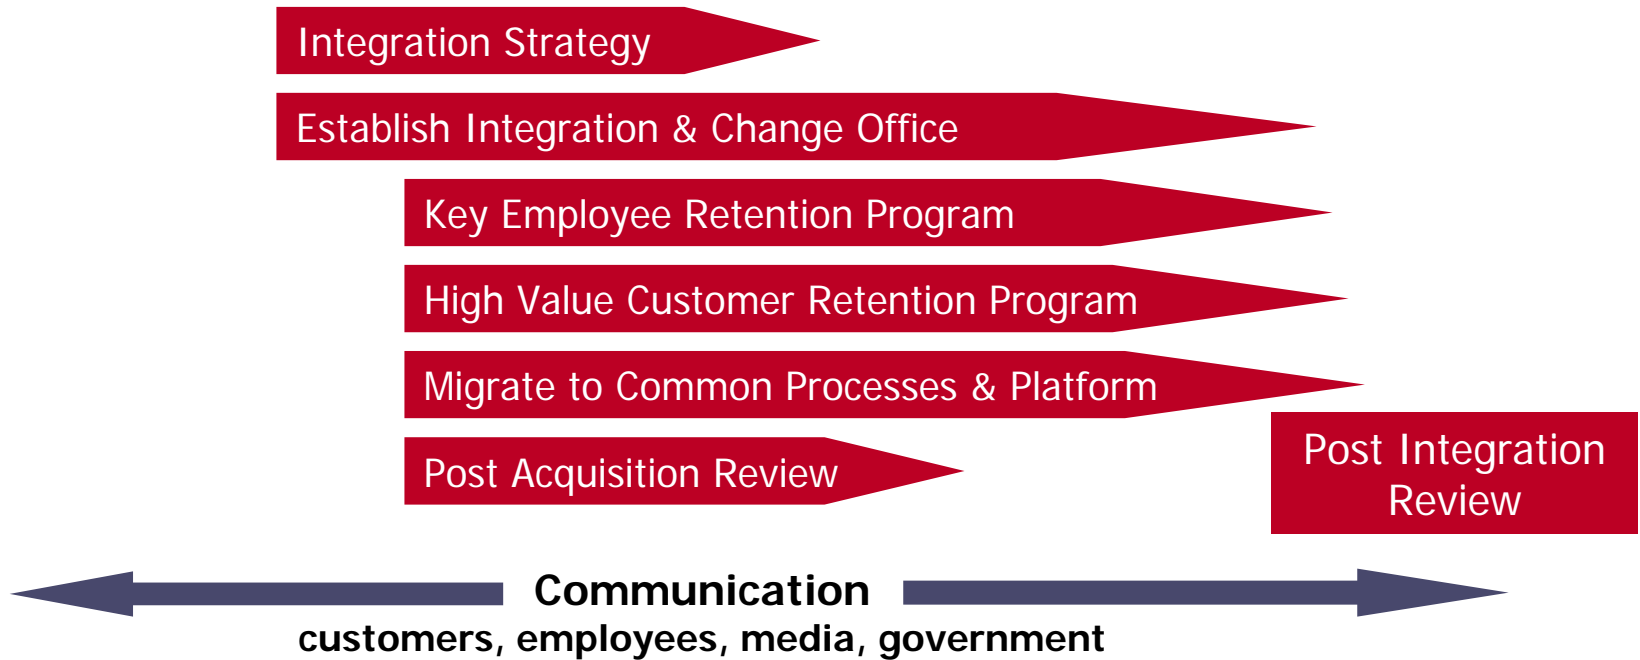 Integration Strategy
Establish Integration & Change Office
Key Employee Retention Program
High Value Customer Retention Program
Migrate to Common Processes & Platform
Post Acquisition Review
Post Integration
Review
Communication
customers, employees, media, government